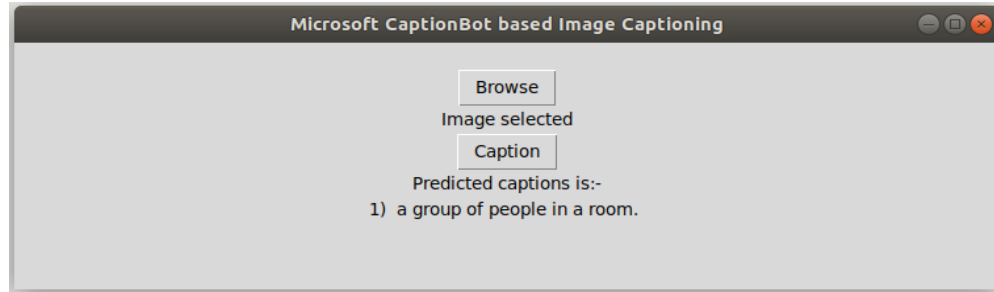 Microsoft CaptionBot based Image Captioning
Browse
Image selected
Caption
Predicted captions is:-
1) a group of people in a room.